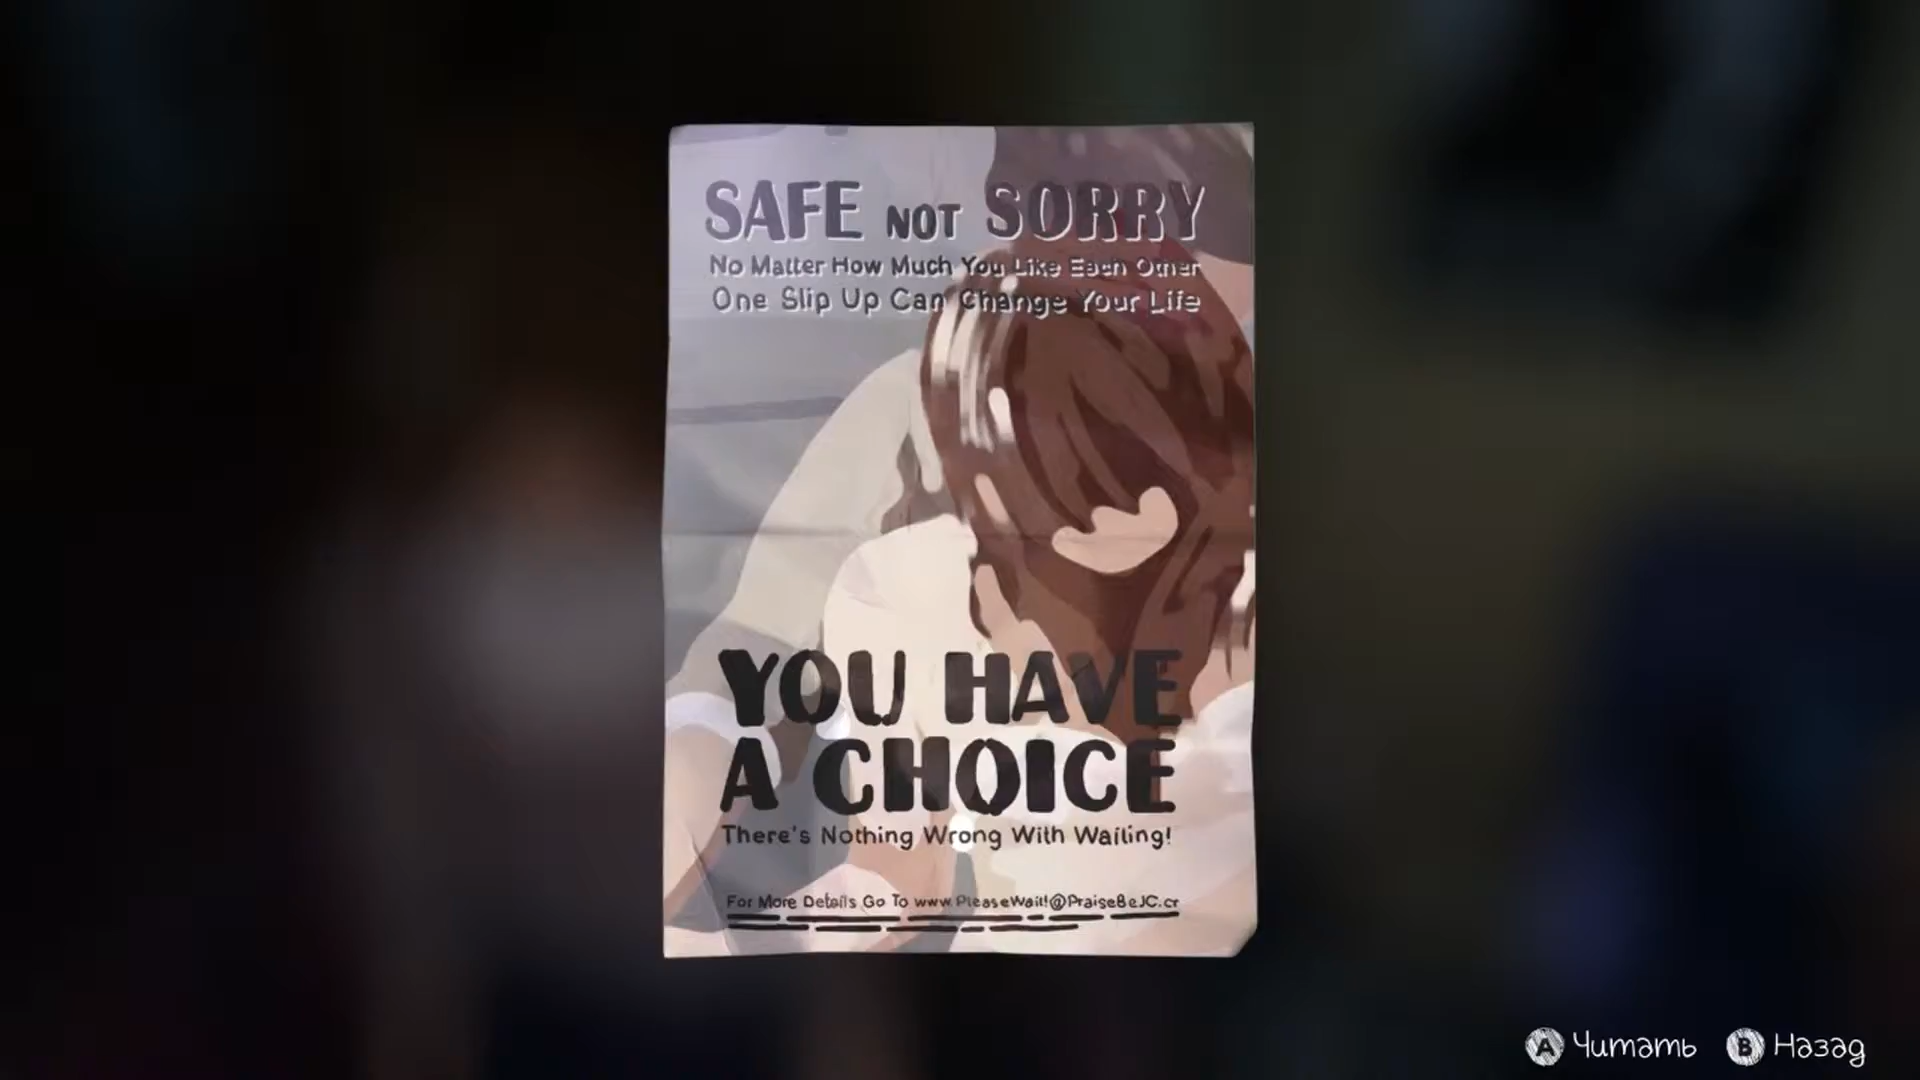 SAFE NOT SORRY
No Matter How Much You Like Each Other
One Slip Up Can Change Your Life
YOU HAVE
A CHOICE
There's Nothing Wrong With Waiting!
For More Details Go To www.PleaseWait!@PraiseBeJC.cr
A Читать B Назад